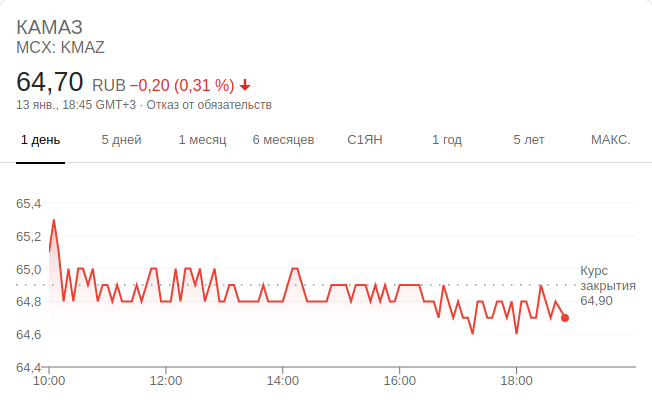 КАМАЗ
MCX: KMAZ
64,70 RUB −0,20 (0,31 %)
13 янв., 18:45 GMT+3 · Отказ от обязательств
1 день 5 дней 1 месяц 6 месяцев С1ЯН 1 год 5 лет МАКС.
65,4
65,2
65,0
64,8
64,6
64,4
Курс
закрытия
64,90
10:00 12:00 14:00 16:00 18:00